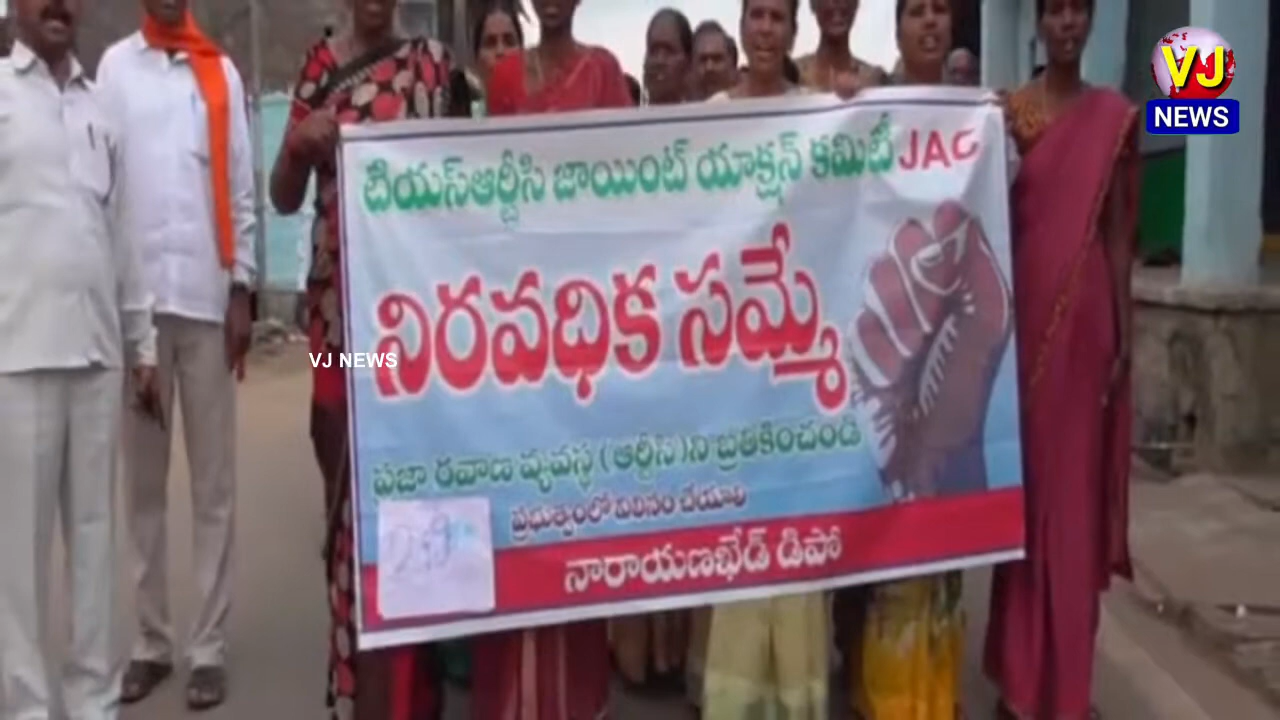 VJ
NEWS
టియస్ఆర్టీసి జాయింట్ యాక్షన్ కమిటీ JAC
నిరవధిక సమ్మే
VJ NEWS
ప్రజా రవాణ వ్యవస్థ ( ఆర్టీసి )ని బ్రతికించండి
ప్రభుత్వంలో విలినం చేయాలి
నారాయణఖేడ్ డిపో